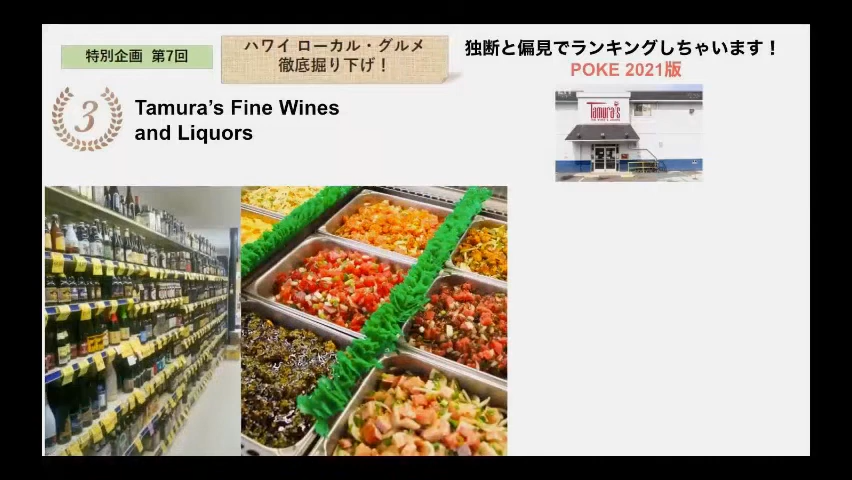 特別企画 第7回
ハワイ ローカル・グルメ
徹底掘り下げ！
独断と偏見でランキングしちゃいます！
POKE 2021版
3
Tamura's Fine Wines
and Liquors
Tamura's